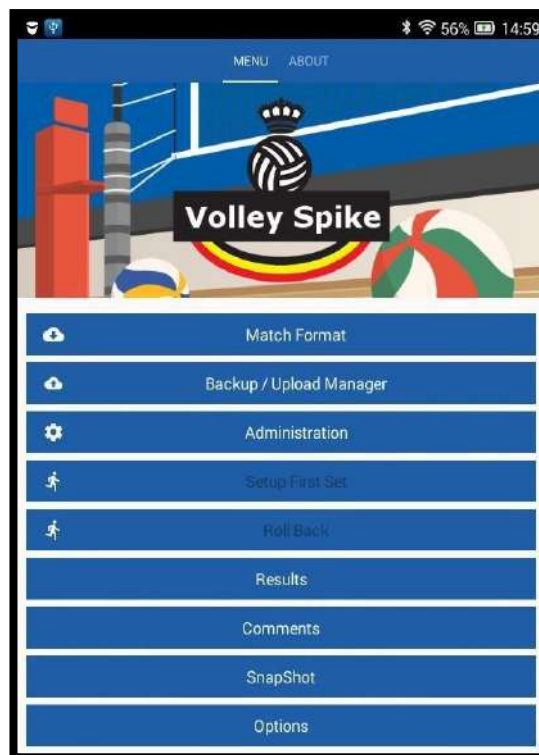 56% 14:59
MENU ABOUT
Volley Spike
Match Format
Backup / Upload Manager
Administration
Setup First Set
Roll Back
Results
Comments
SnapShot
Options